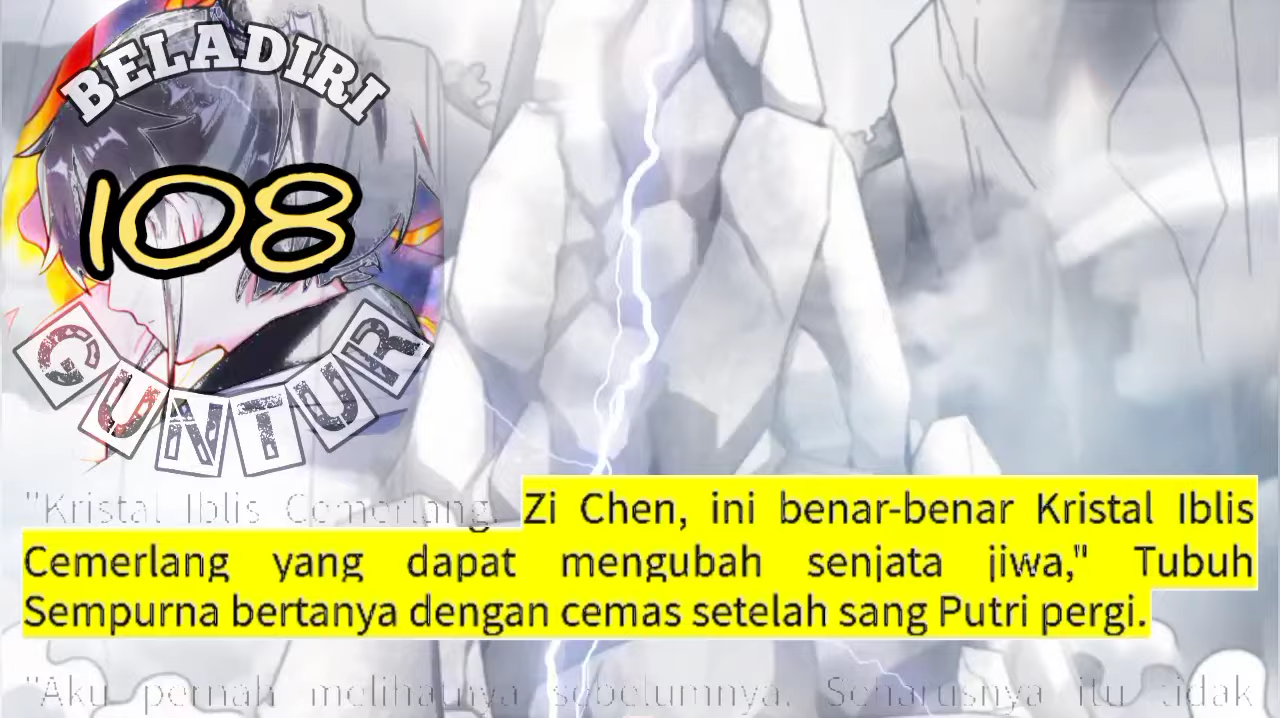 BELADIRI
108
GUNTUR
"Kristal Iblis Cemerlang. Zi Chen, ini benar-benar Kristal Iblis
Cemerlang yang dapat mengubah senjata jiwa," Tubuh
Sempurna bertanya dengan cemas setelah sang Putri pergi.
"Aku pernah melihatnya sebelumnya. Seharusnya itu tidak